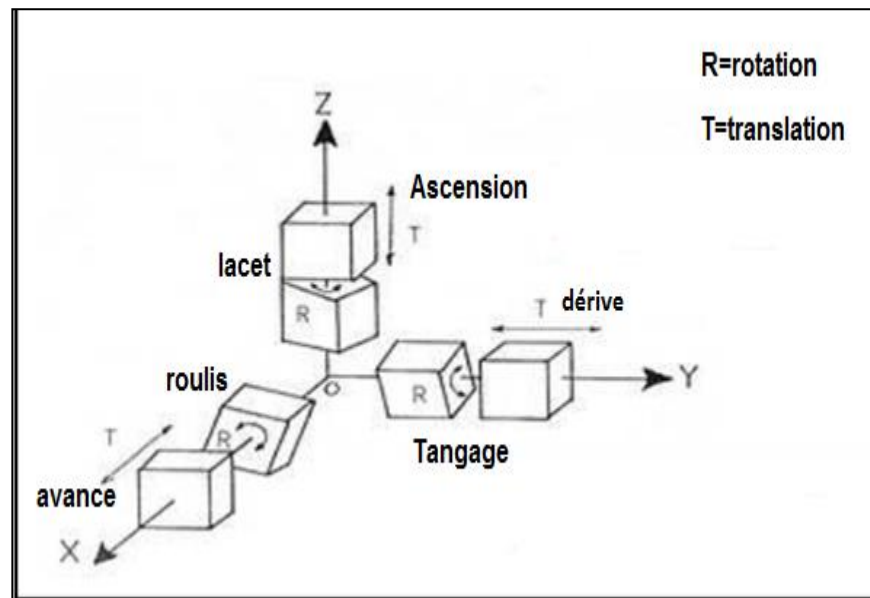 R=rotation
T=translation
Z
Ascension
T
lacet
R
T dérive
Y
O
R
roulis
Tangage
T
R
avance
X